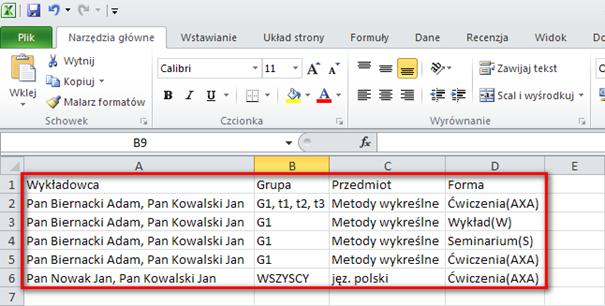 Plik Narzędzia główne Wstawianie Układ strony Formuły Dane Recenzja Widok Do
Wklej
Wytnij
Kopiuj
Malarz formatów
Schowek
Calibri 11 A A
B I U A
Czcionka
Zawijaj tekst
Scal i wyśrodkuj
Wyrównanie
B9 fx
A B C D E
1 Wykładowca Grupa Przedmiot Forma
2 Pan Biernacki Adam, Pan Kowalski Jan G1, t1, t2, t3 Metody wykreślne Ćwiczenia(AXA)
3 Pan Biernacki Adam, Pan Kowalski Jan G1 Metody wykreślne Wykład(W)
4 Pan Biernacki Adam, Pan Kowalski Jan G1 Metody wykreślne Seminarium(S)
5 Pan Biernacki Adam, Pan Kowalski Jan G1 Metody wykreślne Ćwiczenia(AXA)
6 Pan Nowak Jan, Pan Kowalski Jan WSZYSCY jęz. polski Ćwiczenia(AXA)
7